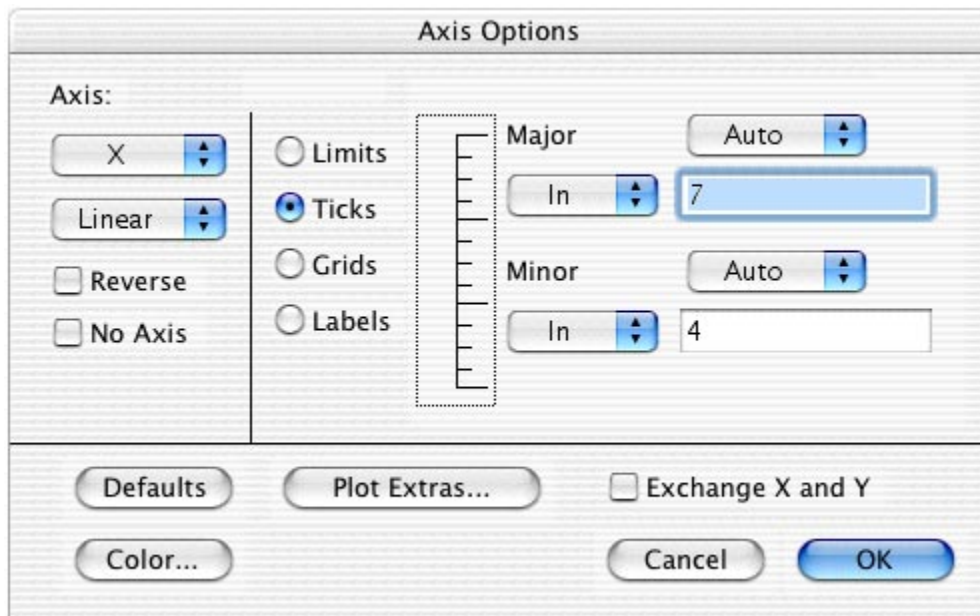 Axis Options
Axis:
X
Linear
Reverse
No Axis
Limits
Ticks
Grids
Labels
Major
Auto
In
7
Minor
Auto
In
4
Defaults
Plot Extras...
Exchange X and Y
Color...
Cancel
OK